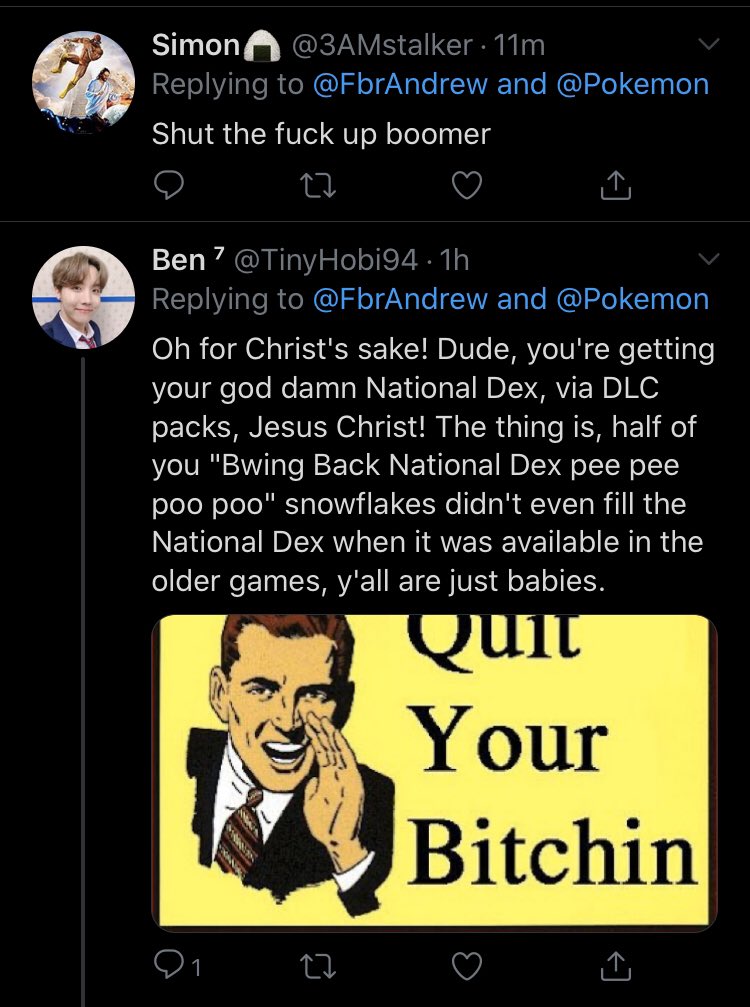 Simon🍙 @3AMstalker · 11m
Replying to @FbrAndrew and @Pokemon
Shut the fuck up boomer
Ben ⁷ @TinyHobi94 · 1h
Replying to @FbrAndrew and @Pokemon
Oh for Christ's sake! Dude, you're getting
your god damn National Dex, via DLC
packs, Jesus Christ! The thing is, half of
you "Bwing Back National Dex pee pee
poo poo" snowflakes didn't even fill the
National Dex when it was available in the
older games, y'all are just babies.
Quit
Your
Bitchin
1